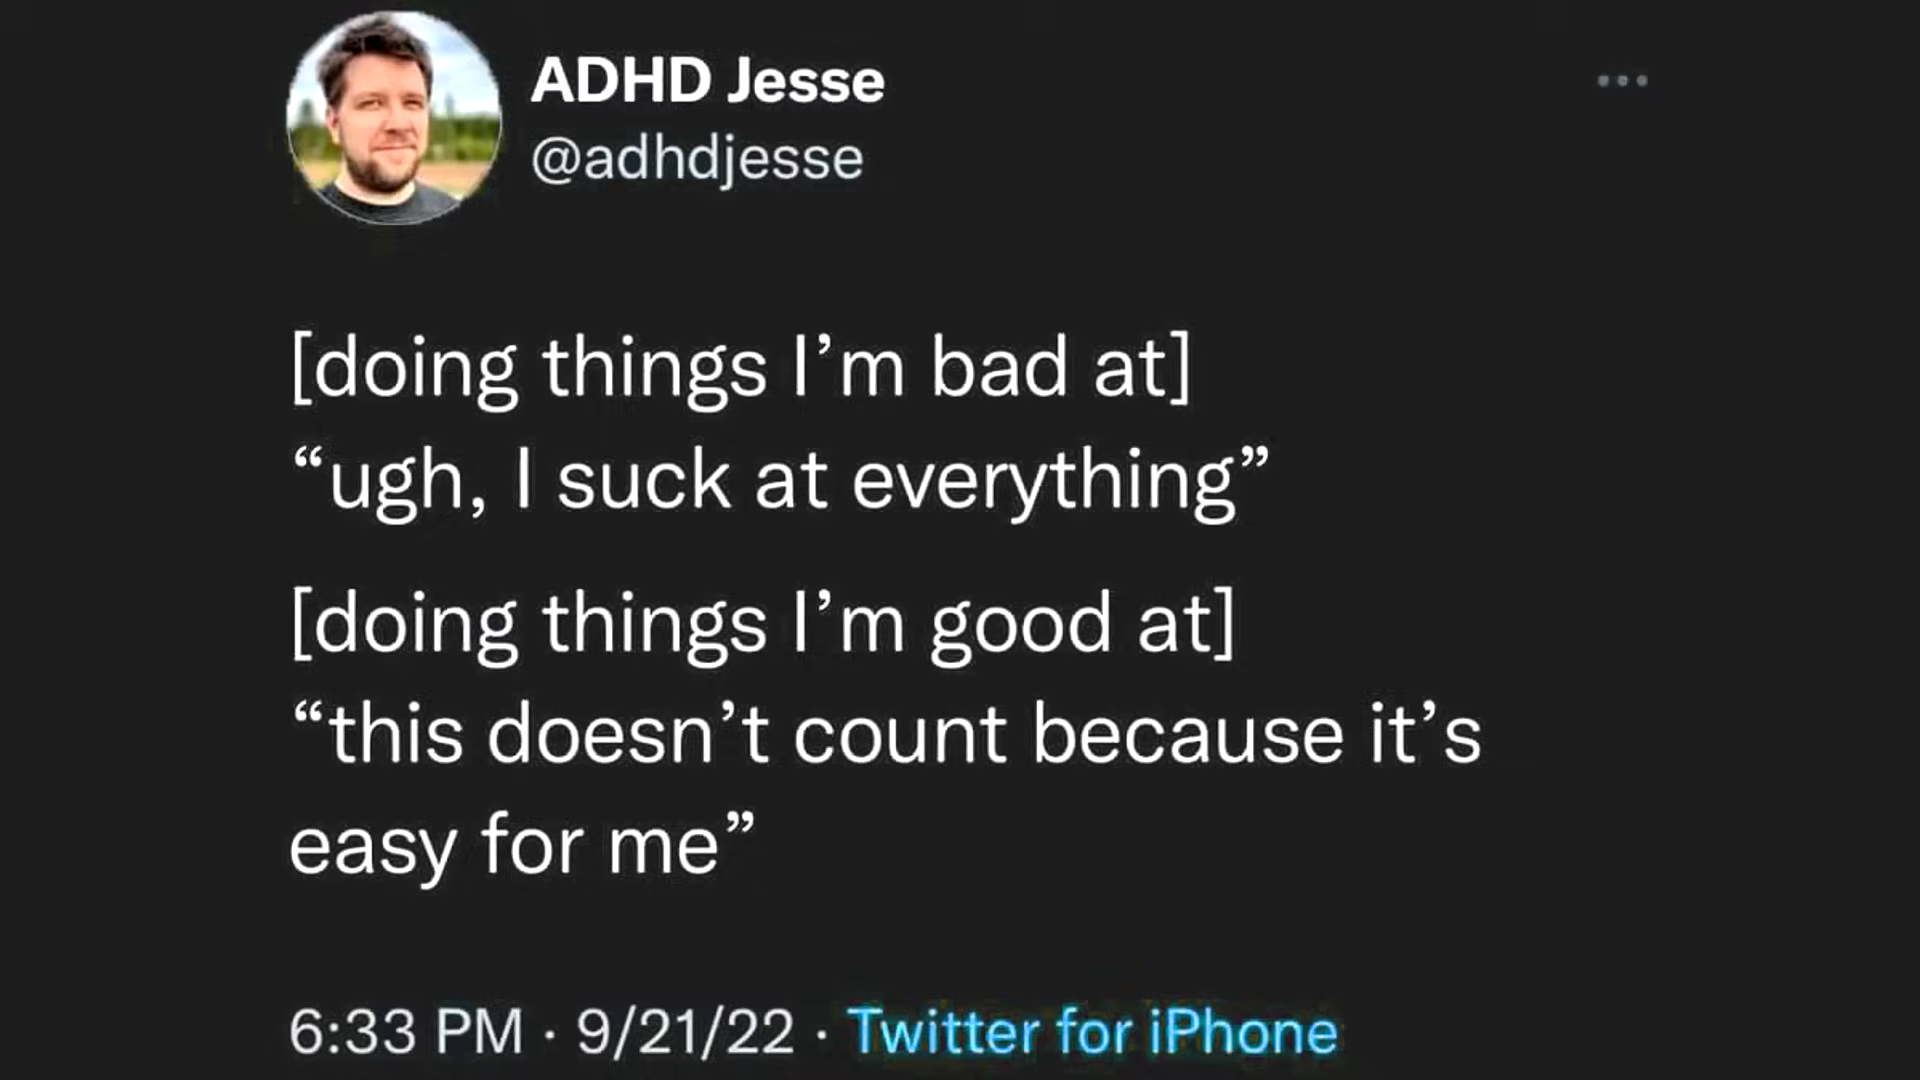 ADHD Jesse
@adhdjesse
[doing things I’m bad at]
“ugh, I suck at everything”
[doing things I’m good at]
“this doesn’t count because it’s
easy for me”
6:33 PM · 9/21/22 · Twitter for iPhone